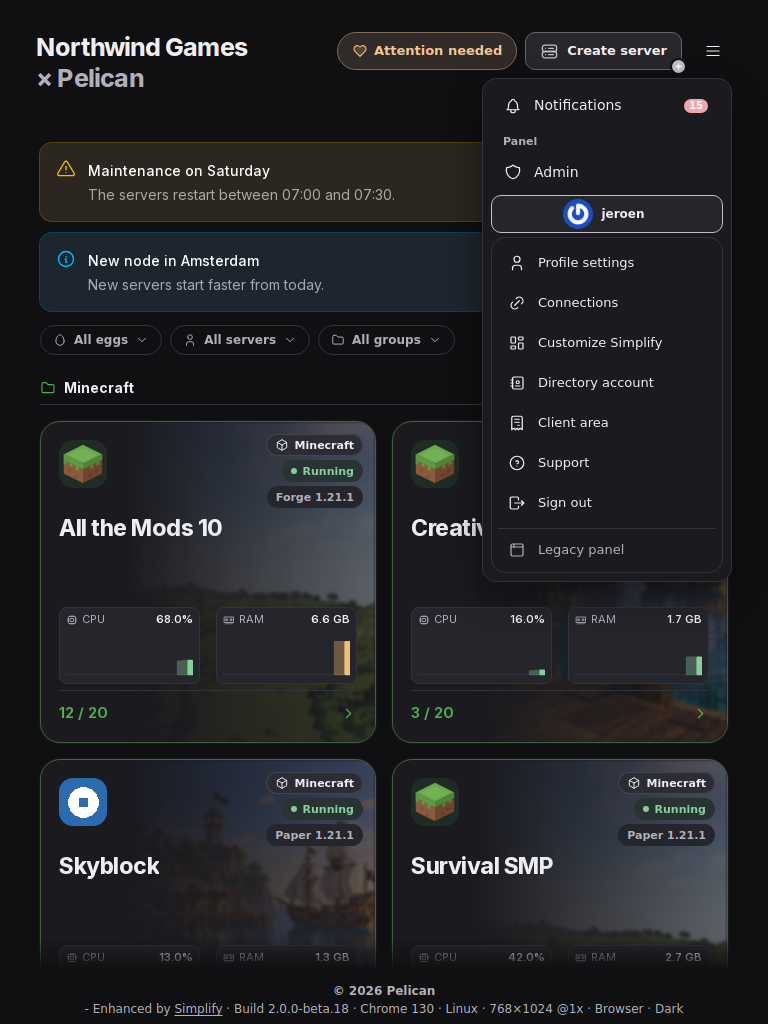 Northwind Games
× Pelican
Attention needed
Create server
Notifications
15
Panel
Admin
jeroen
Profile settings
Connections
Customize Simplify
Directory account
Client area
Support
Sign out
Legacy panel
Maintenance on Saturday
The servers restart between 07:00 and 07:30.
New node in Amsterdam
New servers start faster from today.
All eggs
All servers
All groups
Minecraft
Minecraft
Running
Forge 1.21.1
All the Mods 10
CPU 68.0%
RAM 6.6 GB
12 / 20
CPU 16.0%
RAM 1.7 GB
3 / 20
Minecraft
Running
Paper 1.21.1
Skyblock
CPU 13.0%
RAM 1.3 GB
Minecraft
Running
Paper 1.21.1
Survival SMP
CPU 42.0%
RAM 2.7 GB
© 2026 Pelican
- Enhanced by Simplify · Build 2.0.0-beta.18 · Chrome 130 · Linux · 768×1024 @1x · Browser · Dark